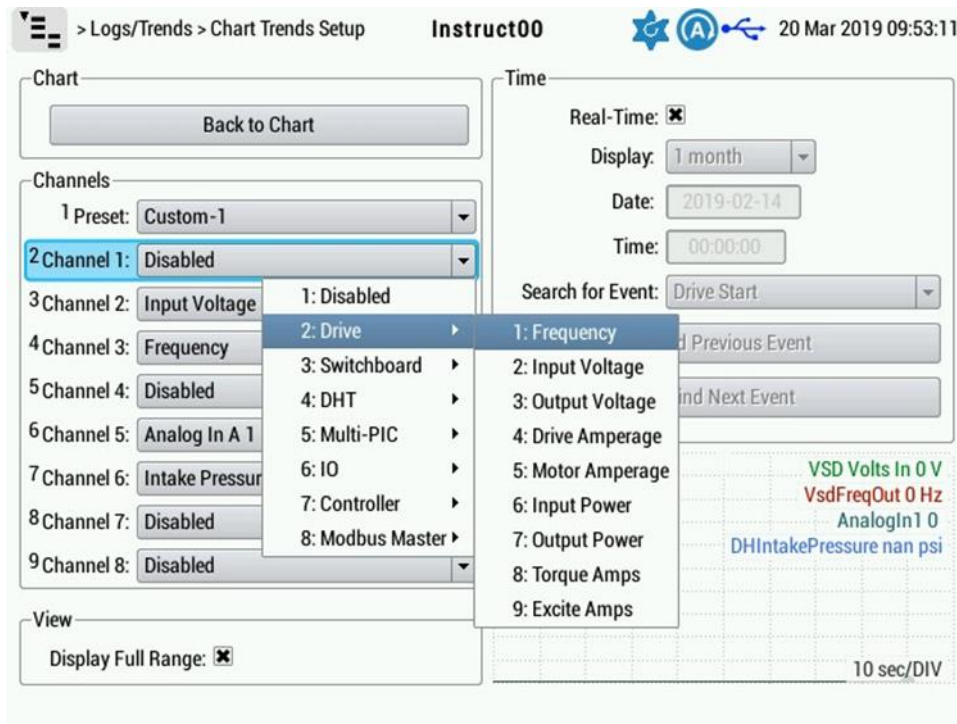 > Logs/Trends > Chart Trends Setup
Instruct00
A
20 Mar 2019 09:53:11
Chart
Back to Chart
Channels
1 Preset: Custom-1
2 Channel 1: Disabled
3 Channel 2: Input Voltage
4 Channel 3: Frequency
5 Channel 4: Disabled
6 Channel 5: Analog In A 1
7 Channel 6: Intake Pressur
8 Channel 7: Disabled
9 Channel 8: Disabled
1: Disabled
2: Drive
3: Switchboard
4: DHT
5: Multi-PIC
6: IO
7: Controller
8: Modbus Master
1: Frequency
2: Input Voltage
3: Output Voltage
4: Drive Amperage
5: Motor Amperage
6: Input Power
7: Output Power
8: Torque Amps
9: Excite Amps
View
Display Full Range:
Time
Real-Time:
Display: 1 month
Date: 2019-02-14
Time: 00:00:00
Search for Event: Drive Start
d Previous Event
ind Next Event
VSD Volts In 0 V
VsdFreqOut 0 Hz
AnalogIn1 0
DHIntakePressure nan psi
10 sec/DIV